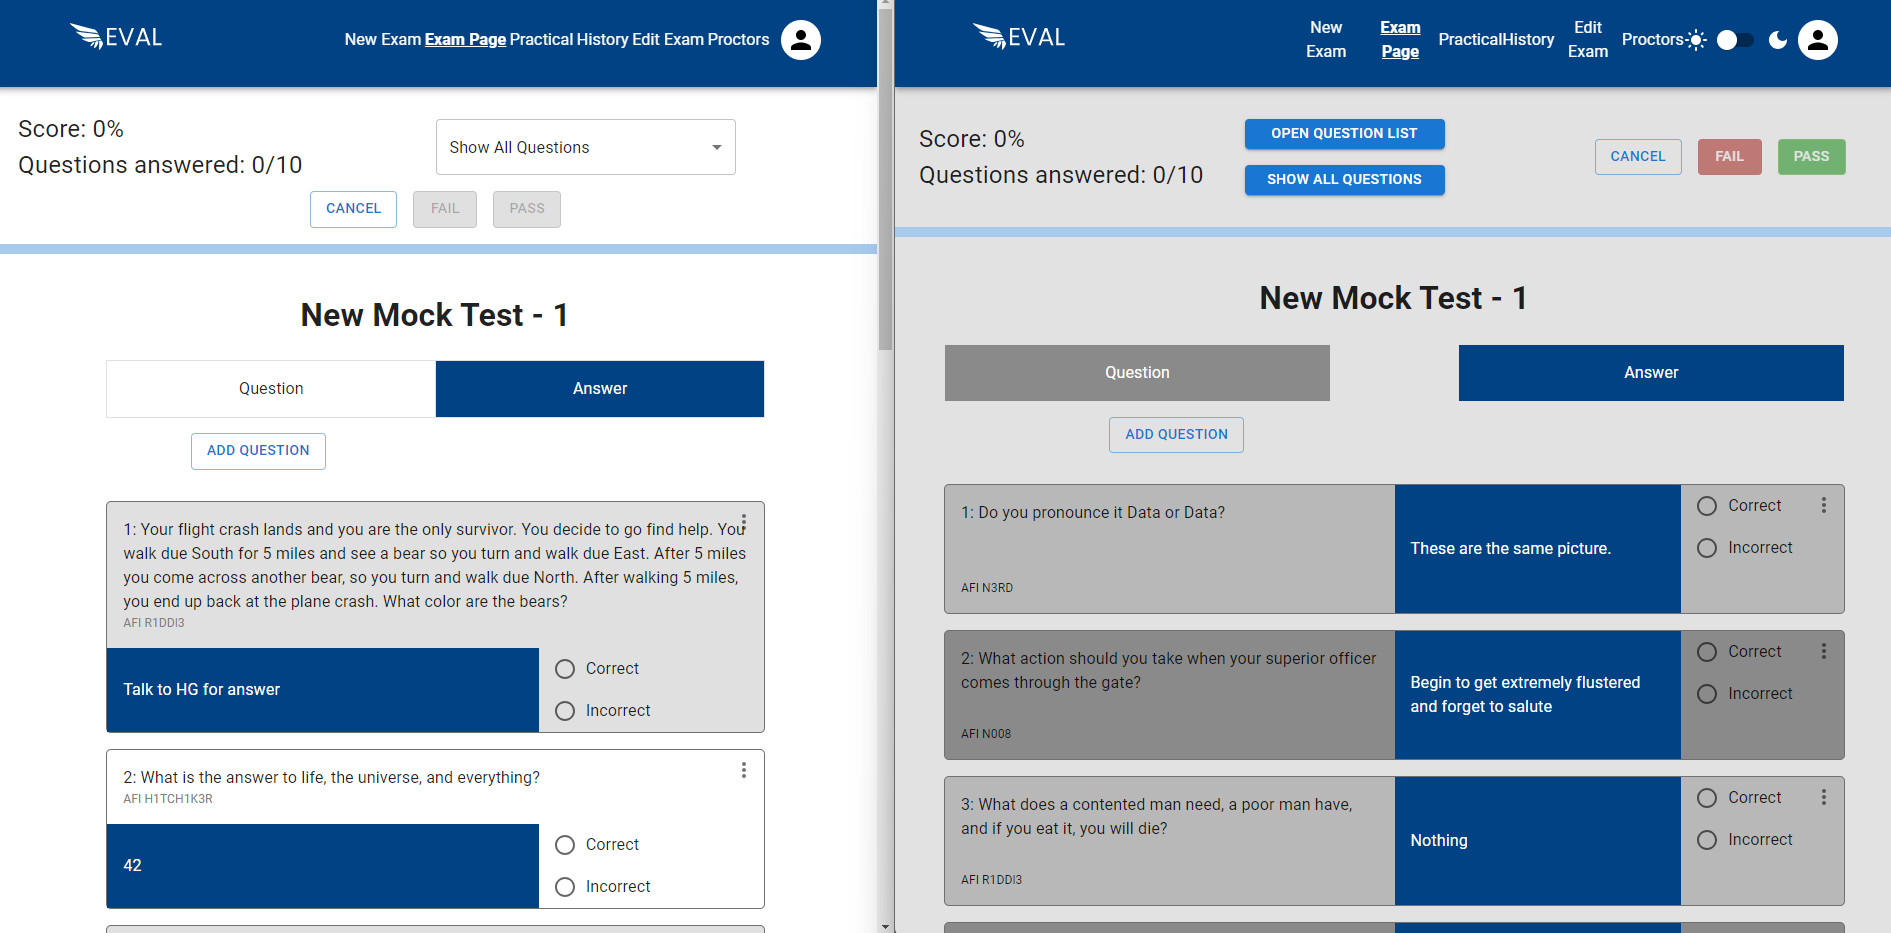 EVAL
New Exam Exam Page Practical History Edit Exam Proctors
Score: 0%
Questions answered: 0/10
Show All Questions
CANCEL
FAIL
PASS
New Mock Test - 1
Question
Answer
ADD QUESTION
1: Your flight crash lands and you are the only survivor. You decide to go find help. You
walk due South for 5 miles and see a bear so you turn and walk due East. After 5 miles
you come across another bear, so you turn and walk due North. After walking 5 miles,
you end up back at the plane crash. What color are the bears?
AFI R1DDI3
Talk to HG for answer
Correct
Incorrect
2: What is the answer to life, the universe, and everything?
AFI H1TCH1K3R
42
Correct
Incorrect
EVAL
New
Exam
Exam
Page
Practical
History
Edit
Exam
Proctors
Score: 0%
Questions answered: 0/10
OPEN QUESTION LIST
SHOW ALL QUESTIONS
CANCEL
FAIL
PASS
New Mock Test - 1
Question
Answer
ADD QUESTION
1: Do you pronounce it Data or Data?
AFI N3RD
These are the same picture.
Correct
Incorrect
2: What action should you take when your superior officer
comes through the gate?
AFI N008
Begin to get extremely flustered
and forget to salute
Correct
Incorrect
3: What does a contented man need, a poor man have,
and if you eat it, you will die?
AFI R1DDI3
Nothing
Correct
Incorrect